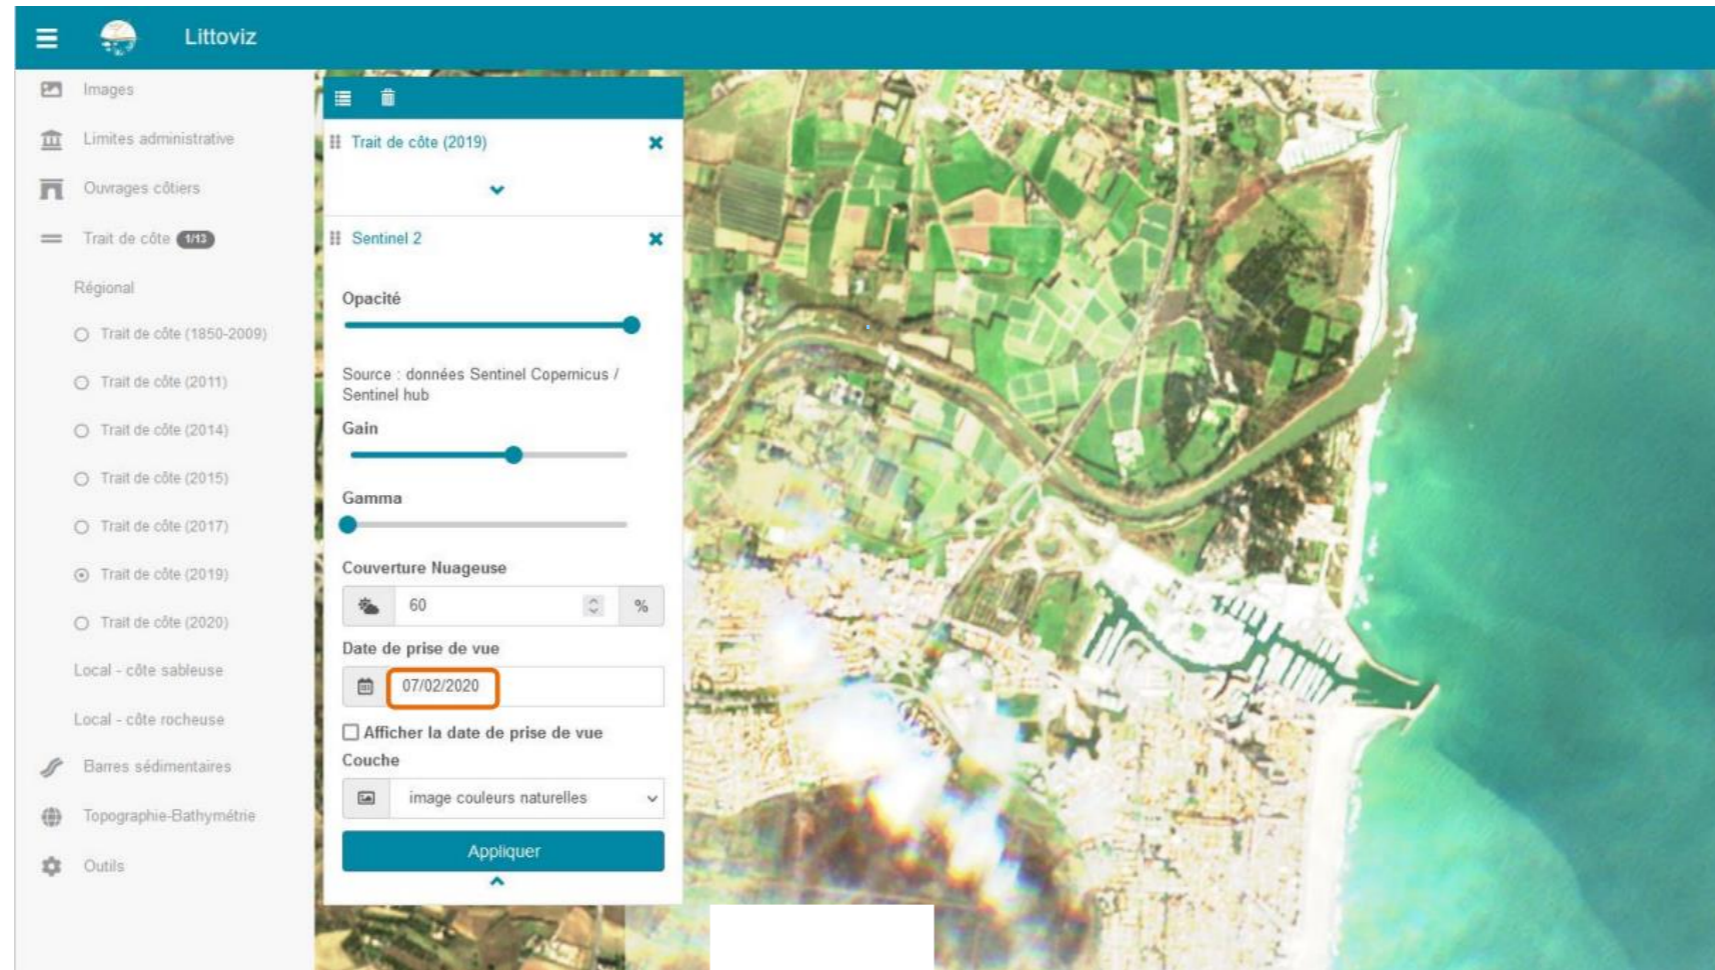 Littoviz
Images
Limites administrative
Ouvrages côtiers
Trait de côte 1/13
Régional
Trait de côte (1850-2009)
Trait de côte (2011)
Trait de côte (2014)
Trait de côte (2015)
Trait de côte (2017)
Trait de côte (2019)
Trait de côte (2020)
Local - côte sableuse
Local - côte rocheuse
Barres sédimentaires
Topographie-Bathymétrie
Outils
Trait de côte (2019)
Sentinel 2
Opacité
Source : données Sentinel Copernicus /
Sentinel hub
Gain
Gamma
Couverture Nuageuse
60 %
Date de prise de vue
07/02/2020
Afficher la date de prise de vue
Couche
image couleurs naturelles
Appliquer